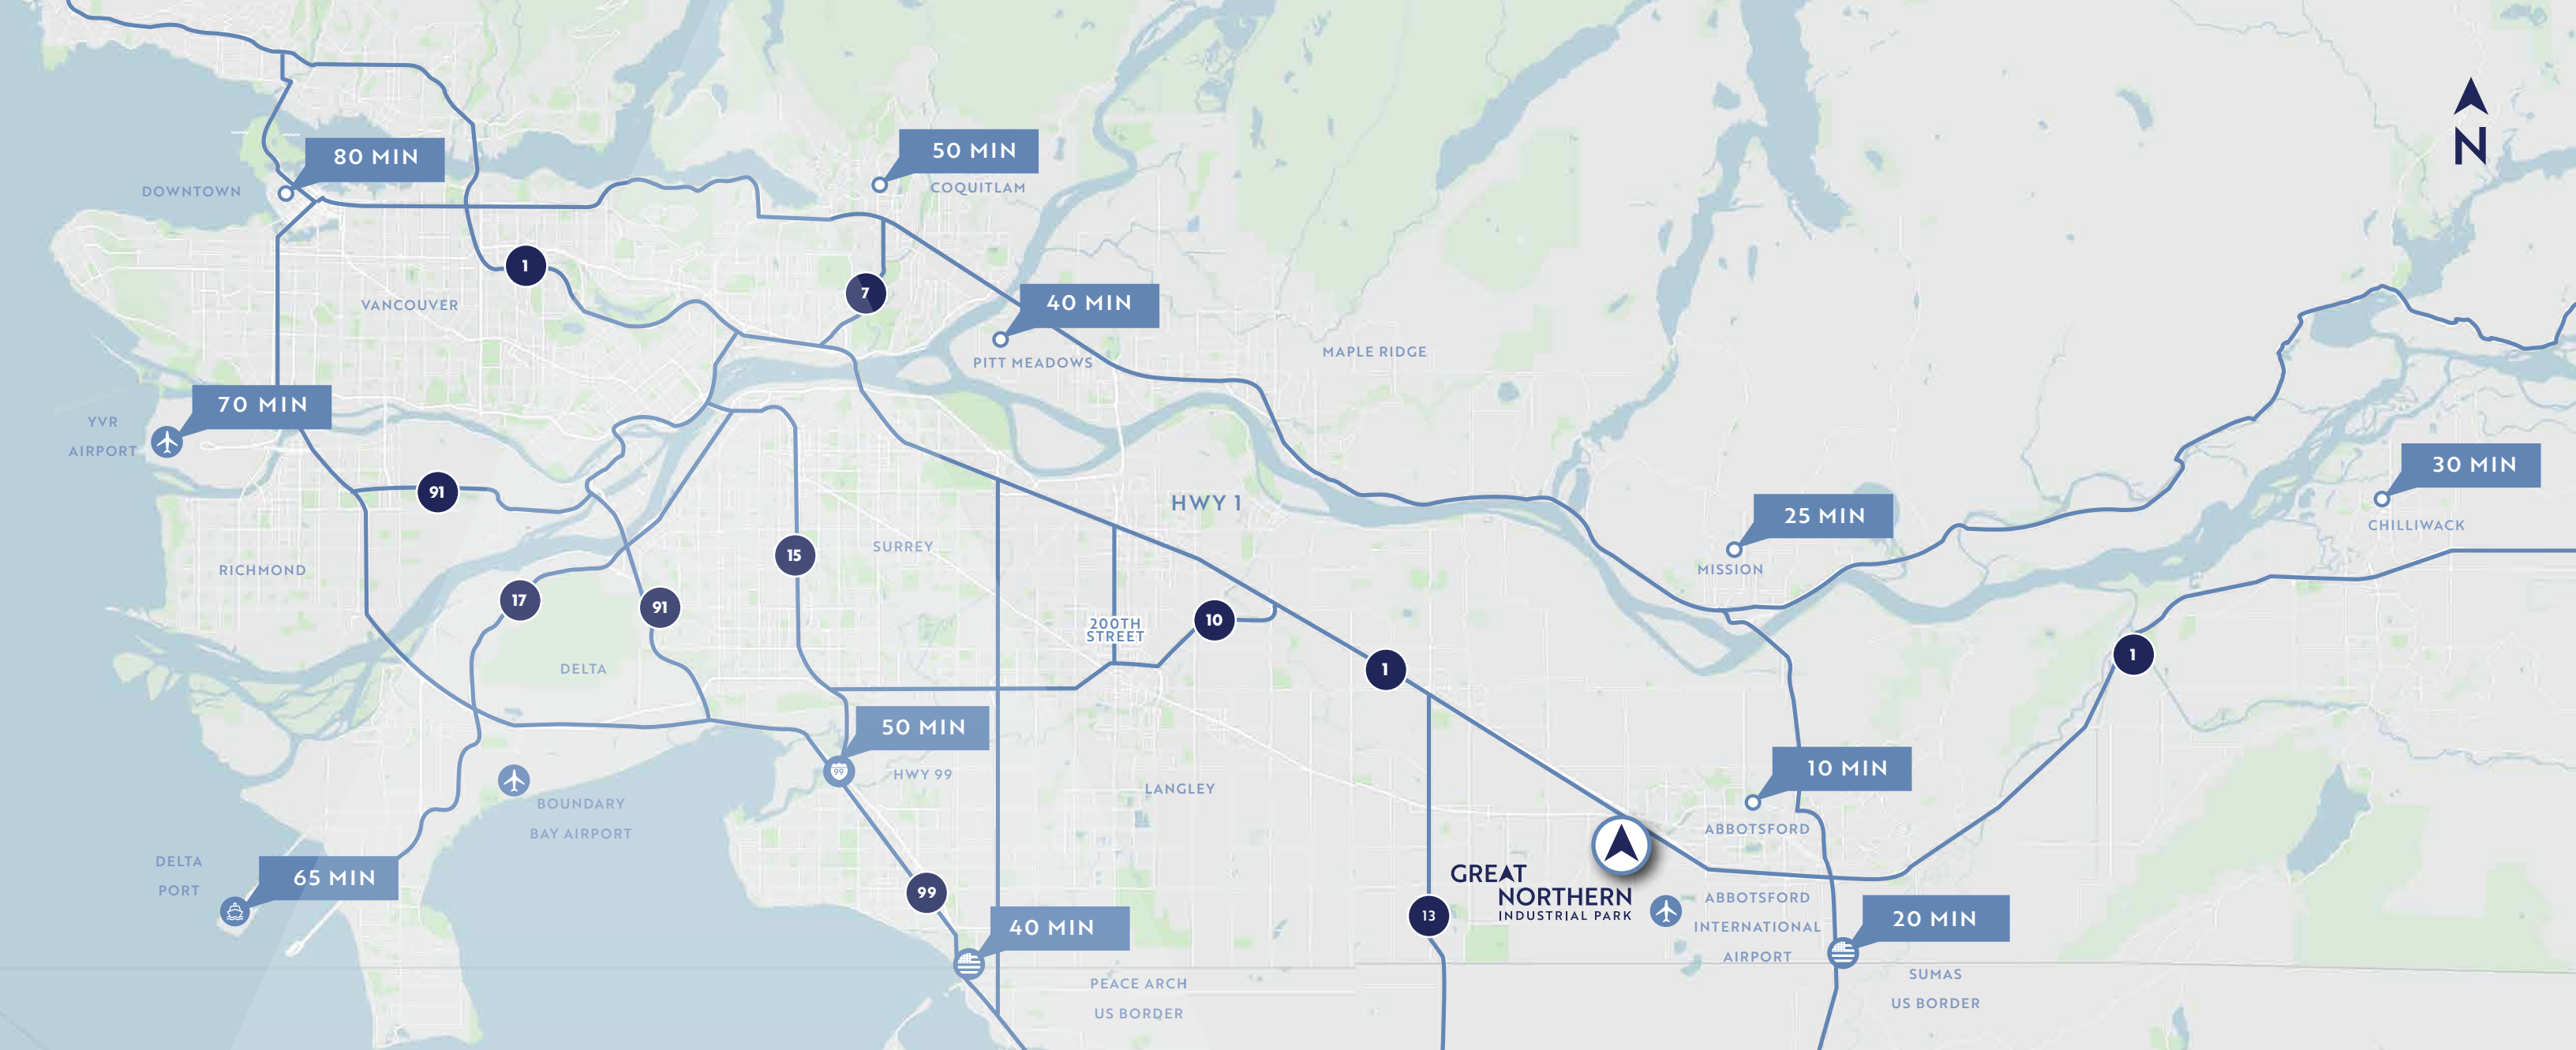 N
50 MIN
COQUITLAM
80 MIN
DOWNTOWN
1
7
VANCOUVER
40 MIN
PITT MEADOWS
MAPLE RIDGE
70 MIN
YVR
AIRPORT
91
HWY 1
30 MIN
CHILLIWACK
25 MIN
MISSION
15
SURREY
RICHMOND
17
91
10
200TH
STREET
DELTA
1
1
50 MIN
99
HWY 99
LANGLEY
10 MIN
ABBOTSFORD
BOUNDARY
BAY AIRPORT
DELTA
PORT
65 MIN
99
GREAT
NORTHERN
INDUSTRIAL PARK
13
ABBOTSFORD
INTERNATIONAL
AIRPORT
20 MIN
SUMAS
US BORDER
40 MIN
PEACE ARCH
US BORDER